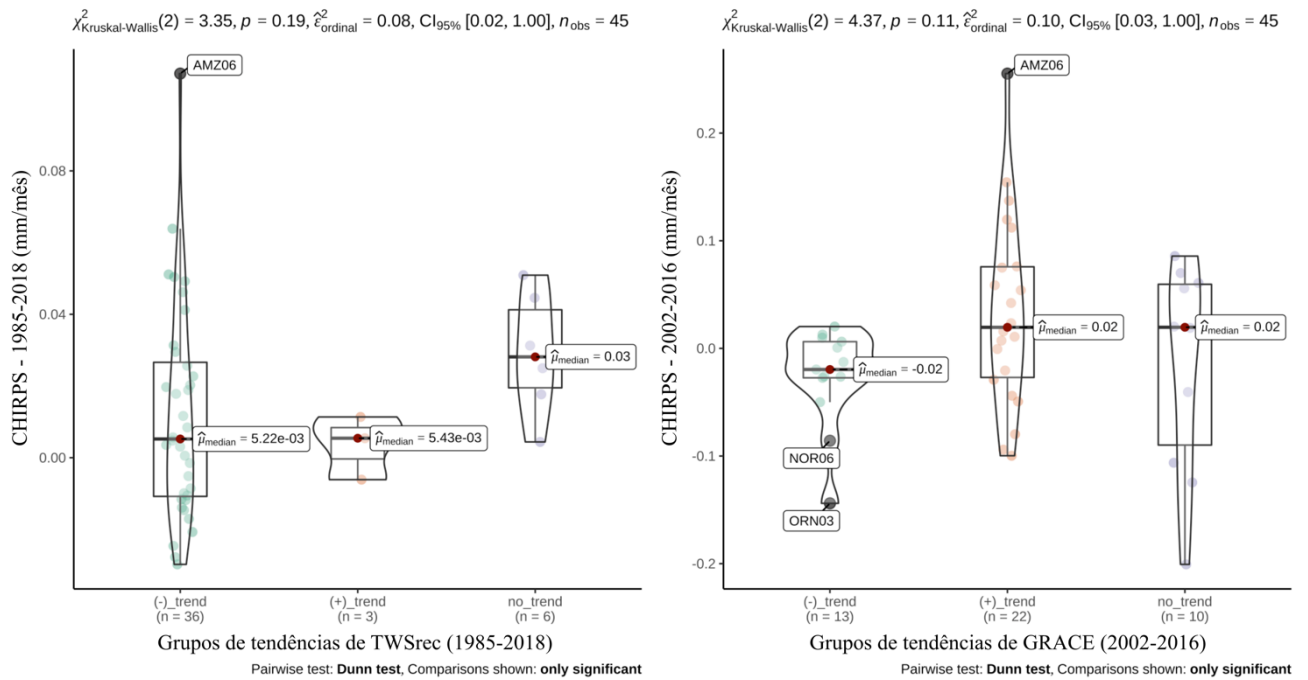 χ²Kruskal-Wallis(2) = 3.35, p = 0.19, ε̂²ordinal = 0.08, CI95% [0.02, 1.00], nobs = 45
AMZ06
0.08
0.04
0.00
CHIRPS - 1985-2018 (mm/mês)
μ̂median = 5.22e-03
μ̂median = 5.43e-03
μ̂median = 0.03
(-)_trend
(n = 36)
(+)_trend
(n = 3)
no_trend
(n = 6)
Grupos de tendências de TWSrec (1985-2018)
Pairwise test: Dunn test, Comparisons shown: only significant
χ²Kruskal-Wallis(2) = 4.37, p = 0.11, ε̂²ordinal = 0.10, CI95% [0.03, 1.00], nobs = 45
AMZ06
0.2
0.1
0.0
-0.1
-0.2
CHIRPS - 2002-2016 (mm/mês)
μ̂median = -0.02
μ̂median = 0.02
μ̂median = 0.02
NOR06
ORN03
(-)_trend
(n = 13)
(+)_trend
(n = 22)
no_trend
(n = 10)
Grupos de tendências de GRACE (2002-2016)
Pairwise test: Dunn test, Comparisons shown: only significant